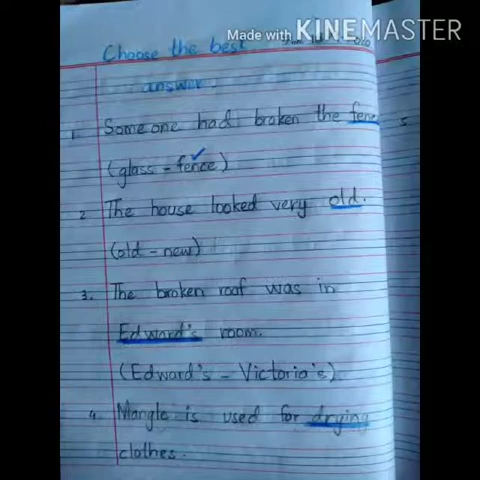 Made with KINEMASTER
Choose the best
answer.
1. Someone had broken the fence
(glass - fence)
2. The house looked very old.
(old - new)
3. The broken roof was in
Edward's room.
(Edward's - Victoria's)
4. Mangle is used for drying
clothes.